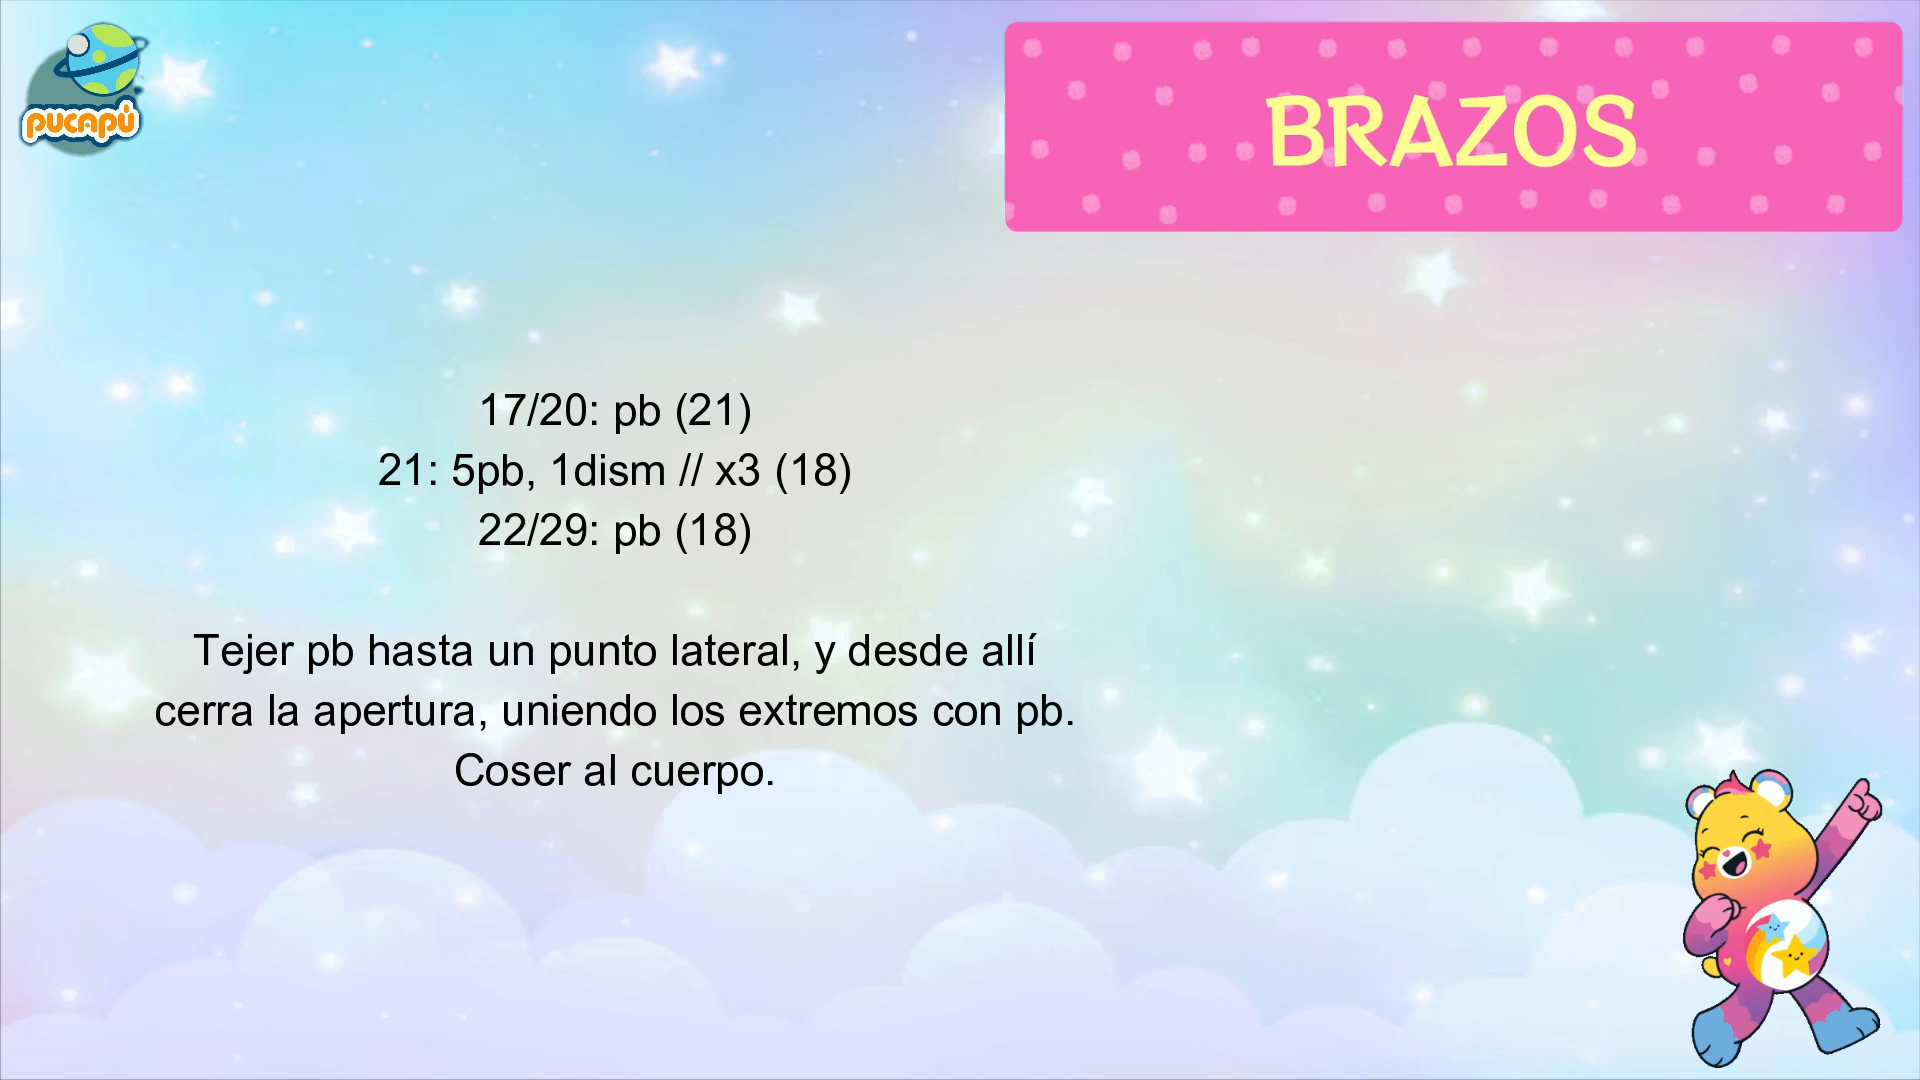 PUCAPÚ
BRAZOS
17/20: pb (21)
21: 5pb, 1dism // x3 (18)
22/29: pb (18)
Tejer pb hasta un punto lateral, y desde allí
cerra la apertura, uniendo los extremos con pb.
Coser al cuerpo.